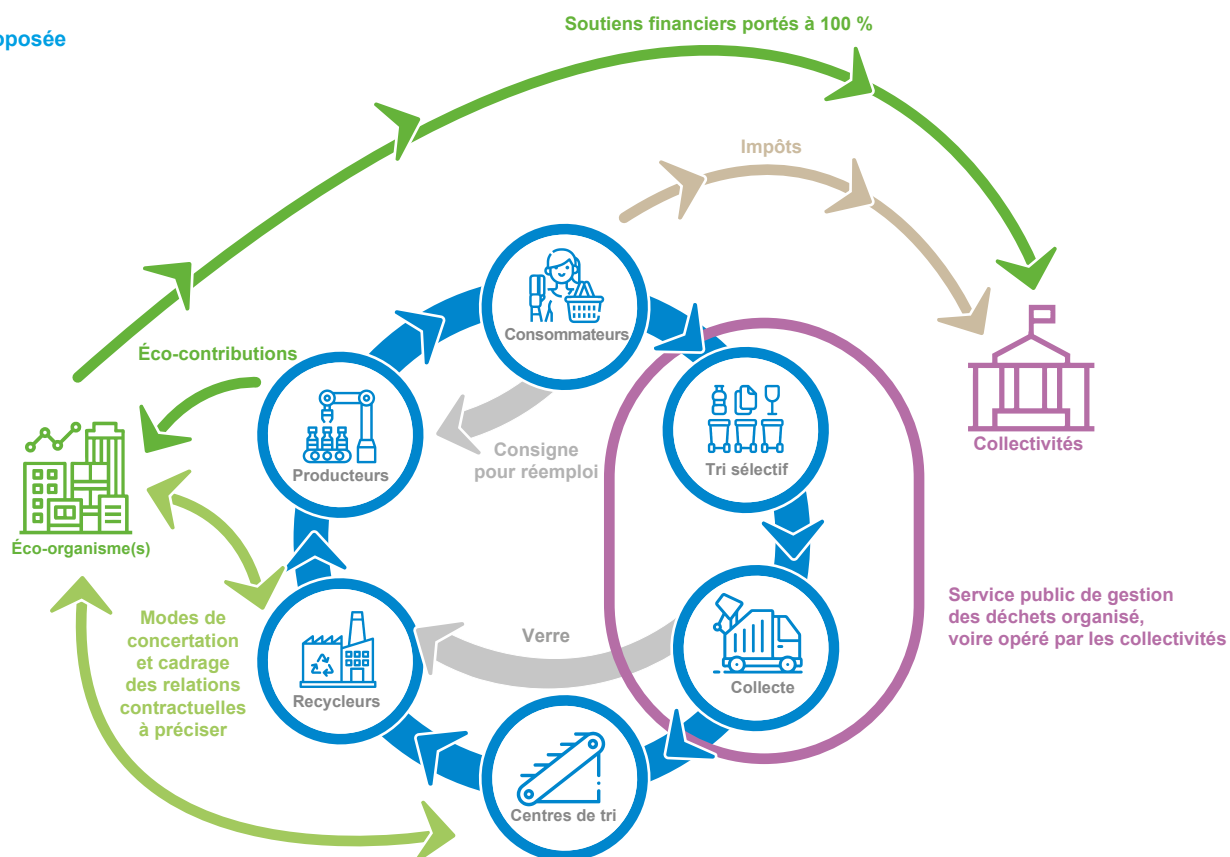 oposée
Soutiens financiers portés à 100 %
Impôts
Consommateurs
Éco-contributions
Producteurs
Consigne
pour réemploi
Tri sélectif
Collectivités
Éco-organisme(s)
Modes de
concertation
et cadrage
des relations
contractuelles
à préciser
Verre
Recycleurs
Collecte
Service public de gestion
des déchets organisé,
voire opéré par les collectivités
Centres de tri